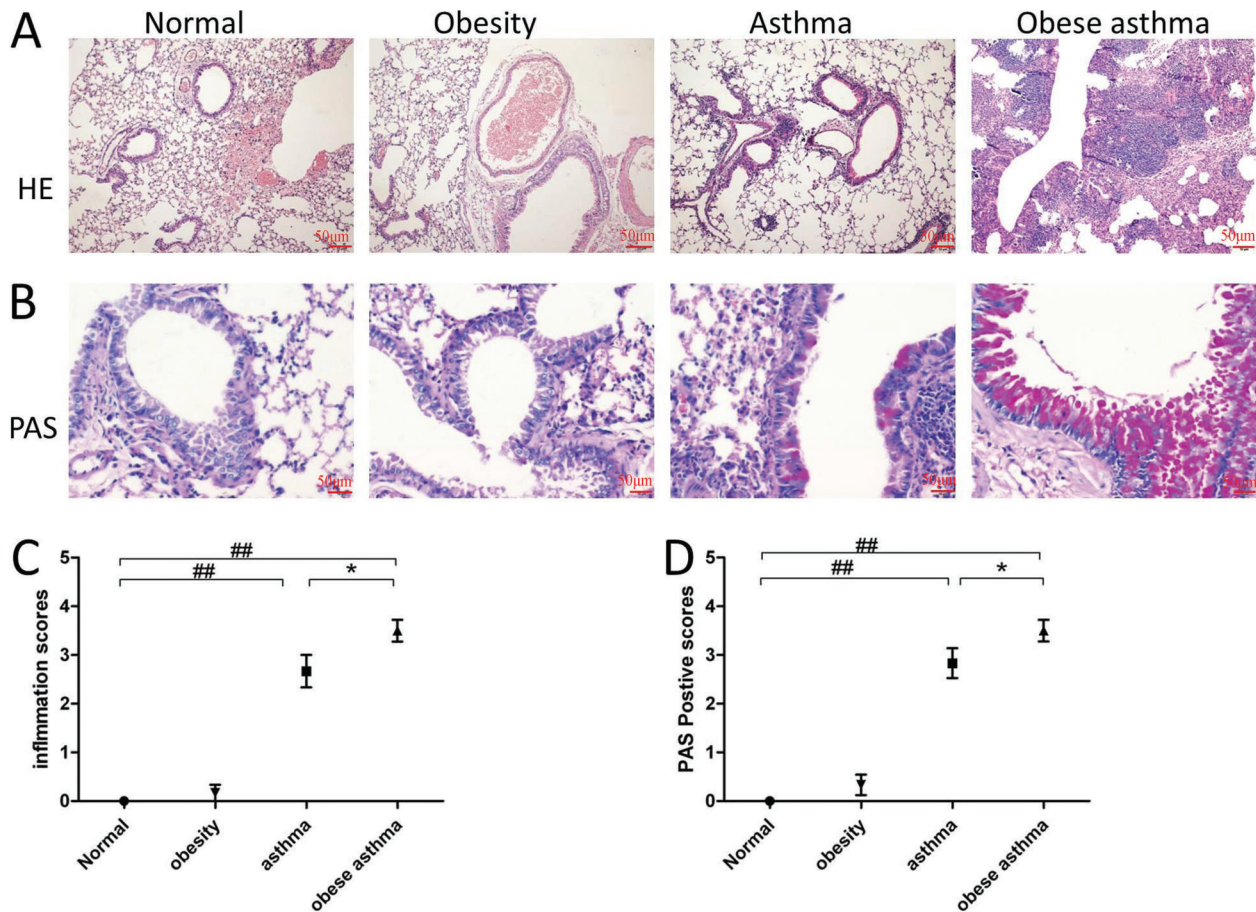 A
Normal
Obesity
Asthma
Obese asthma
HE
50μm
50μm
50μm
50μm
B
PAS
50μm
50μm
50μm
50μm
C
##
##
*
5
4
3
2
1
0
inflmmation scores
Normal
obesity
asthma
obese asthma
D
##
##
*
5
4
3
2
1
0
PAS Postive scores
Normal
obesity
asthma
obese asthma